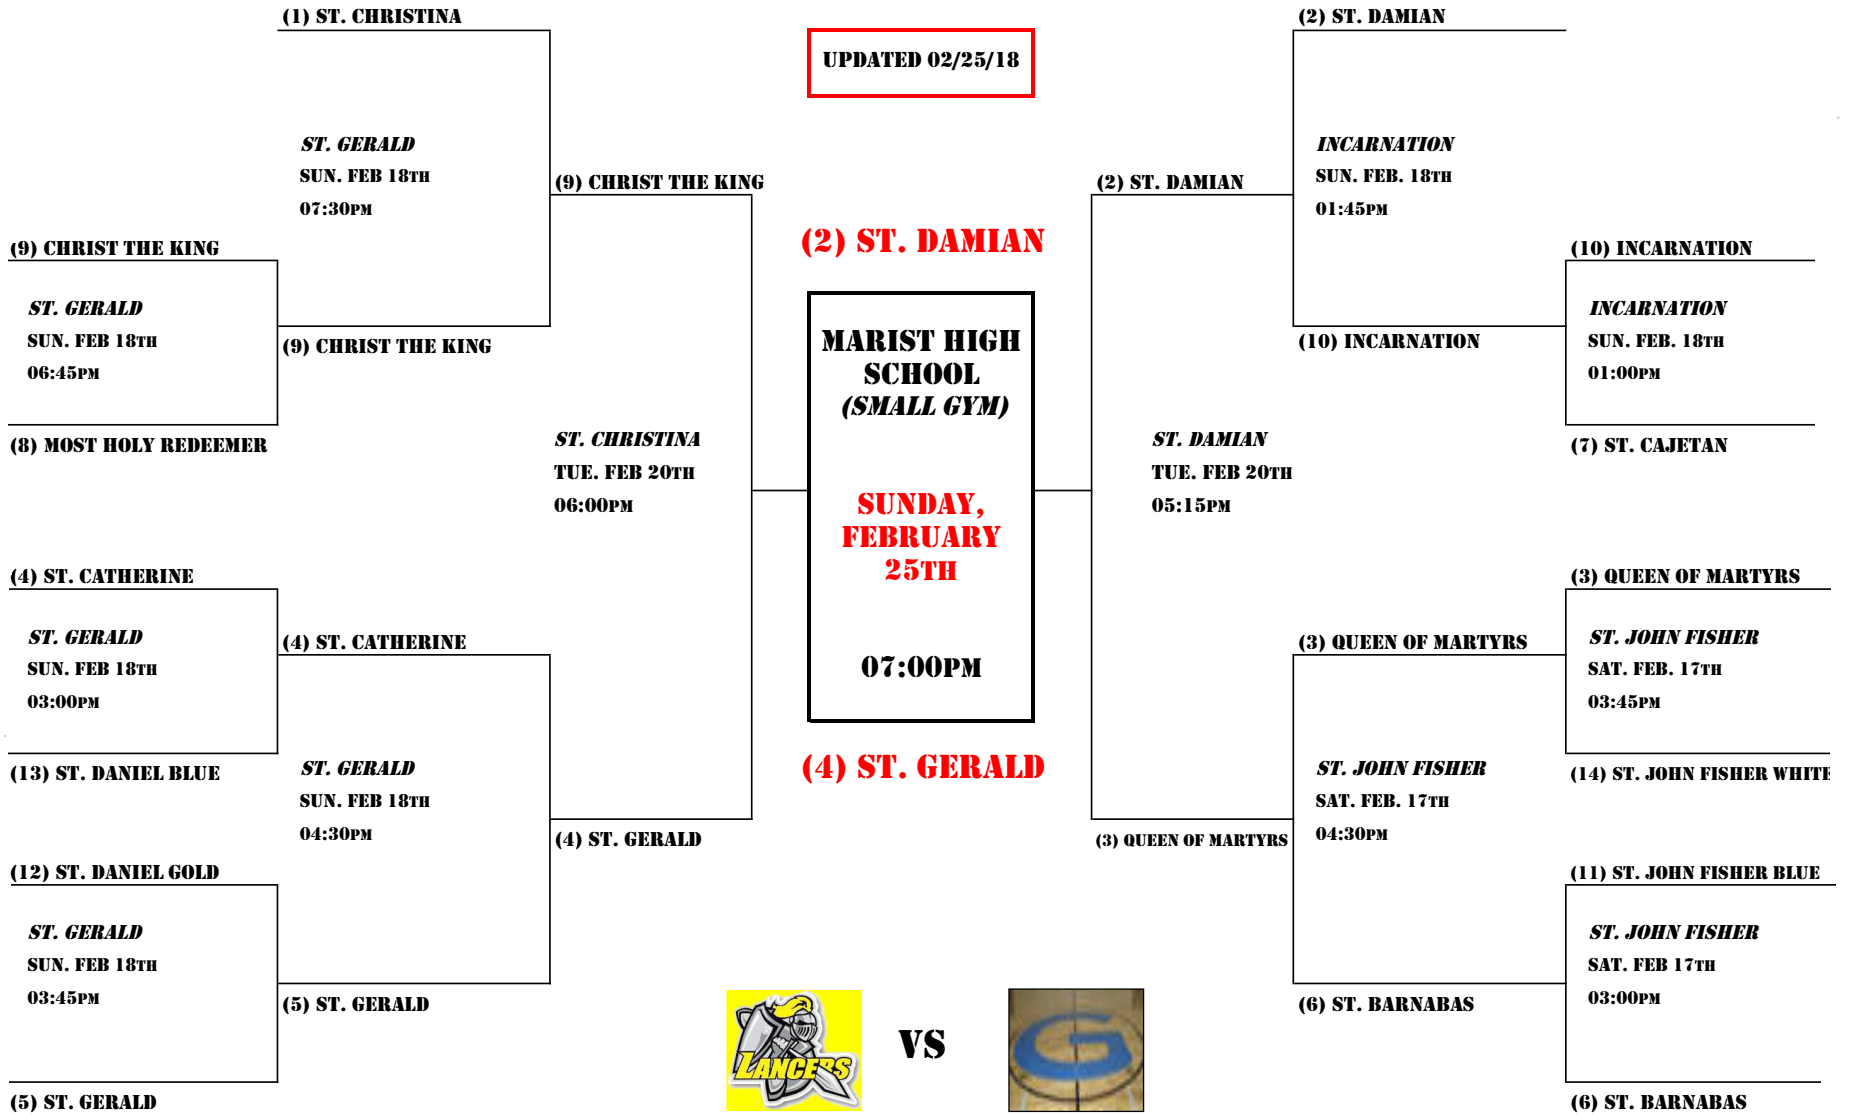 (1) ST. CHRISTINA
ST. GERALD
SUN. FEB 18TH
07:30PM
(9) CHRIST THE KING
(9) CHRIST THE KING
ST. GERALD
SUN. FEB 18TH
06:45PM
(9) CHRIST THE KING
(8) MOST HOLY REDEEMER
ST. CHRISTINA
TUE. FEB 20TH
06:00PM
(4) ST. CATHERINE
ST. GERALD
SUN. FEB 18TH
03:00PM
(4) ST. CATHERINE
(13) ST. DANIEL BLUE
ST. GERALD
SUN. FEB 18TH
04:30PM
(4) ST. GERALD
(12) ST. DANIEL GOLD
ST. GERALD
SUN. FEB 18TH
03:45PM
(5) ST. GERALD
(5) ST. GERALD
UPDATED 02/25/18
(2) ST. DAMIAN
MARIST HIGH
SCHOOL
(SMALL GYM)
SUNDAY,
FEBRUARY
25TH
07:00PM
(4) ST. GERALD
LANCERS
VS
G
(2) ST. DAMIAN
INCARNATION
SUN. FEB. 18TH
01:45PM
(2) ST. DAMIAN
(10) INCARNATION
INCARNATION
SUN. FEB. 18TH
01:00PM
(10) INCARNATION
(7) ST. CAJETAN
ST. DAMIAN
TUE. FEB 20TH
05:15PM
(3) QUEEN OF MARTYRS
ST. JOHN FISHER
SAT. FEB. 17TH
03:45PM
(3) QUEEN OF MARTYRS
(14) ST. JOHN FISHER WHITE
ST. JOHN FISHER
SAT. FEB. 17TH
04:30PM
(3) QUEEN OF MARTYRS
(11) ST. JOHN FISHER BLUE
ST. JOHN FISHER
SAT. FEB 17TH
03:00PM
(6) ST. BARNABAS
(6) ST. BARNABAS